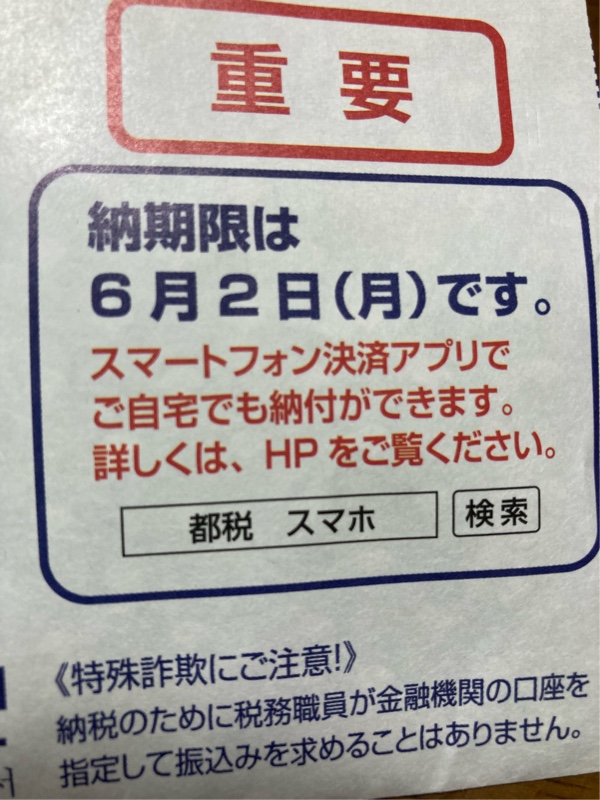 重要
納期限は
6月2日(月)です。
スマートフォン決済アプリで
ご自宅でも納付ができます。
詳しくは、HPをご覧ください。
都税 スマホ 検索
《特殊詐欺にご注意!》
納税のために税務職員が金融機関の口座を
指定して振込みを求めることはありません。